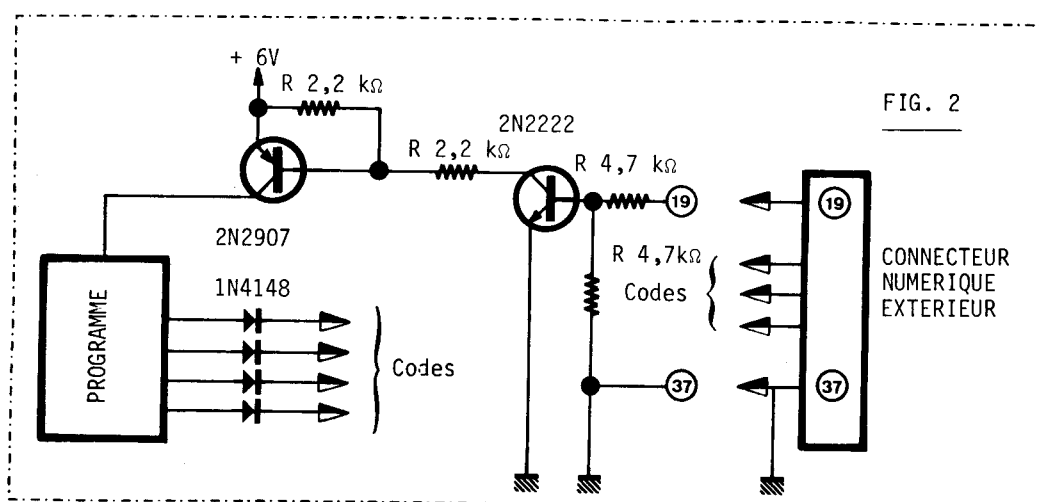 + 6V
R 2,2 kΩ
FIG. 2
2N2222
R 2,2 kΩ
R 4,7 kΩ
19
19
2N2907
R 4,7kΩ
Codes
CONNECTEUR
NUMERIQUE
EXTERIEUR
1N4148
PROGRAMME
Codes
37
37